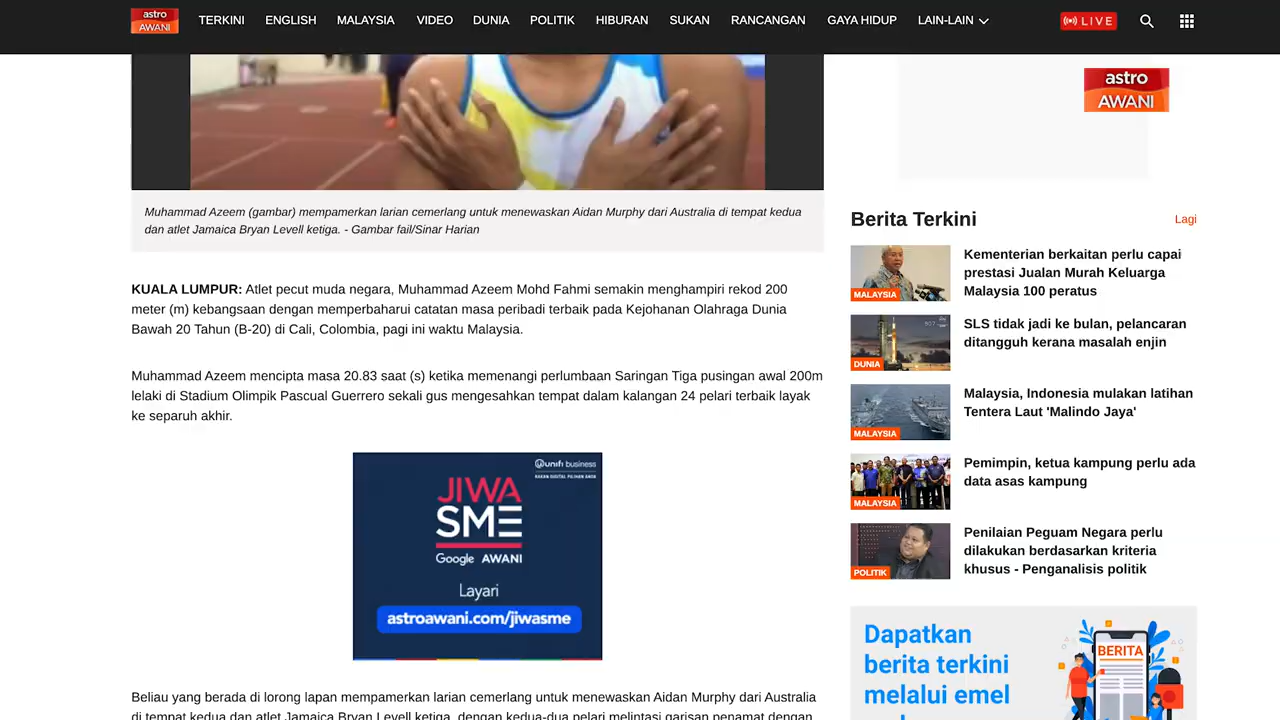 astro
AWANI
TERKINI
ENGLISH
MALAYSIA
VIDEO
DUNIA
POLITIK
HIBURAN
SUKAN
RANCANGAN
GAYA HIDUP
LAIN-LAIN
LIVE
Muhammad Azeem (gambar) mempamerkan larian cemerlang untuk menewaskan Aidan Murphy dari Australia di tempat kedua
dan atlet Jamaica Bryan Levell ketiga. - Gambar fail/Sinar Harian
KUALA LUMPUR: Atlet pecut muda negara, Muhammad Azeem Mohd Fahmi semakin menghampiri rekod 200
meter (m) kebangsaan dengan memperbaharui catatan masa peribadi terbaik pada Kejohanan Olahraga Dunia
Bawah 20 Tahun (B-20) di Cali, Colombia, pagi ini waktu Malaysia.
Muhammad Azeem mencipta masa 20.83 saat (s) ketika memenangi perlumbaan Saringan Tiga pusingan awal 200m
lelaki di Stadium Olimpik Pascual Guerrero sekali gus mengesahkan tempat dalam kalangan 24 pelari terbaik layak
ke separuh akhir.
unifi business
JIWA
SME
Google AWANI
Layari
astroawani.com/jiwasme
Beliau yang berada di lorong lapan mempamerkan larian cemerlang untuk menewaskan Aidan Murphy dari Australia
di tempat kedua dan atlet Jamaica Bryan Levell ketiga, dengan kedua-dua pelari melintasi garisan penamat dengan
astro
AWANI
Berita Terkini
Lagi
MALAYSIA
Kementerian berkaitan perlu capai
prestasi Jualan Murah Keluarga
Malaysia 100 peratus
DUNIA
SLS tidak jadi ke bulan, pelancaran
ditangguh kerana masalah enjin
MALAYSIA
Malaysia, Indonesia mulakan latihan
Tentera Laut 'Malindo Jaya'
MALAYSIA
Pemimpin, ketua kampung perlu ada
data asas kampung
POLITIK
Penilaian Peguam Negara perlu
dilakukan berdasarkan kriteria
khusus - Penganalisis politik
Dapatkan
berita terkini
melalui emel
BERITA